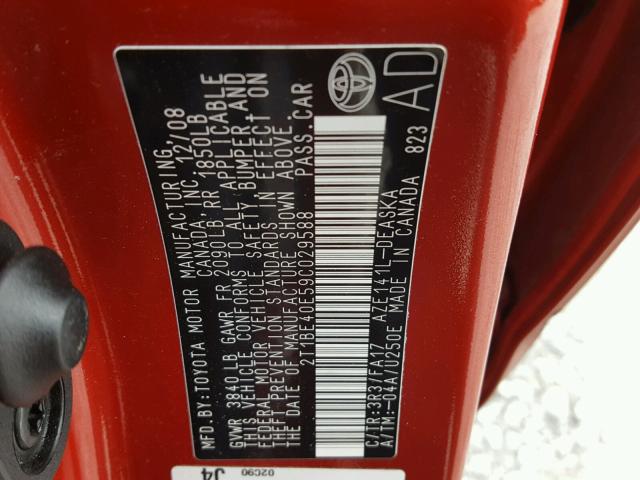 MFD.BY:TOYOTA MOTOR MANUFACTURING, 12/08
CANADA, INC.
GVWR 3840LB GAWR FR 2090LB,RR 1850LB
THIS VEHICLE CONFORMS TO ALL APPLICABLE
FEDERAL MOTOR VEHICLE SAFETY,BUMPER,AND
THEFT PREVENTION STANDARDS IN EFFECT ON
THE DATE OF MANUFACTURE SHOWN ABOVE.
2T1BE40E59C029588 PASS.CAR
C/TR:3R3/FA17 AZE141L-DEASKA
A/TM:-04A/U250E MADE IN CANADA 823
AD
J4
02C90